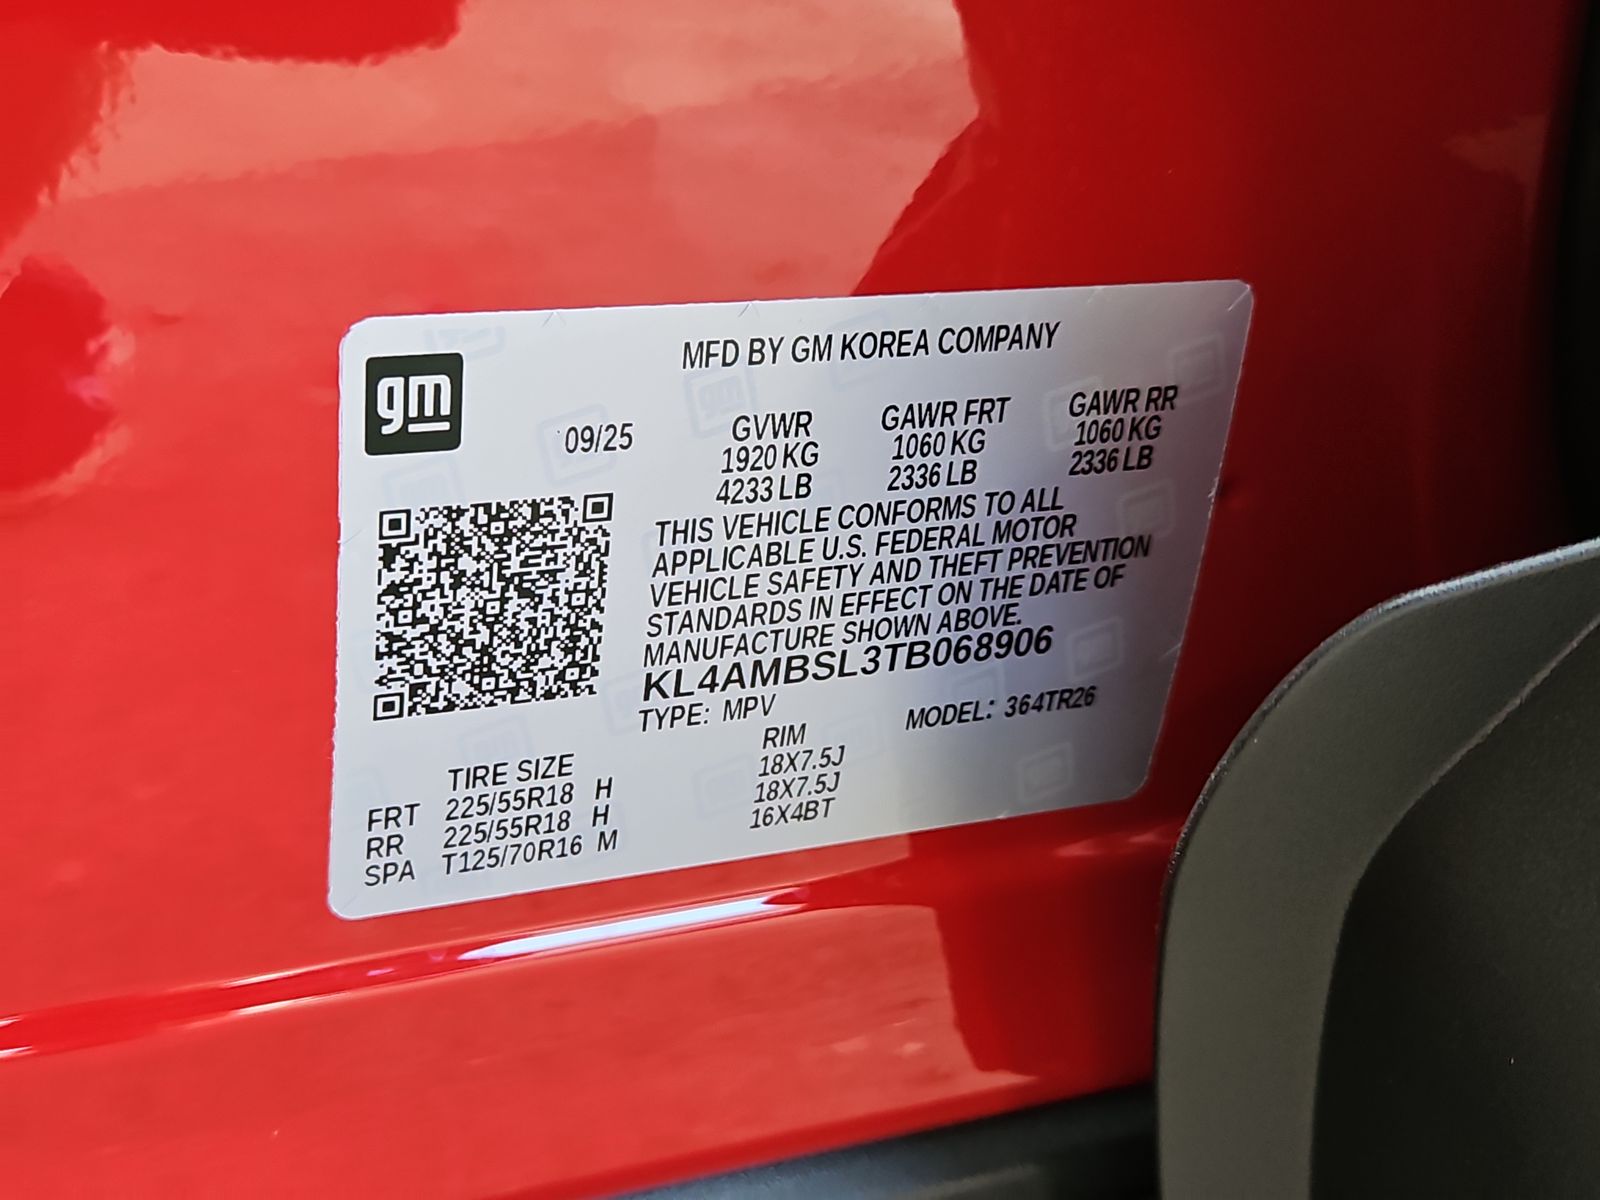 gm
MFD BY GM KOREA COMPANY
09/25
GVWR GAWR FRT GAWR RR
1920 KG 1060 KG 1060 KG
4233 LB 2336 LB 2336 LB
THIS VEHICLE CONFORMS TO ALL
APPLICABLE U.S. FEDERAL MOTOR
VEHICLE SAFETY AND THEFT PREVENTION
STANDARDS IN EFFECT ON THE DATE OF
MANUFACTURE SHOWN ABOVE.
KL4AMBSL3TB068906
TYPE: MPV MODEL: 364TR26
TIRE SIZE RIM
FRT 225/55R18 H 18X7.5J
RR 225/55R18 H 18X7.5J
SPA T125/70R16 M 16X4BT